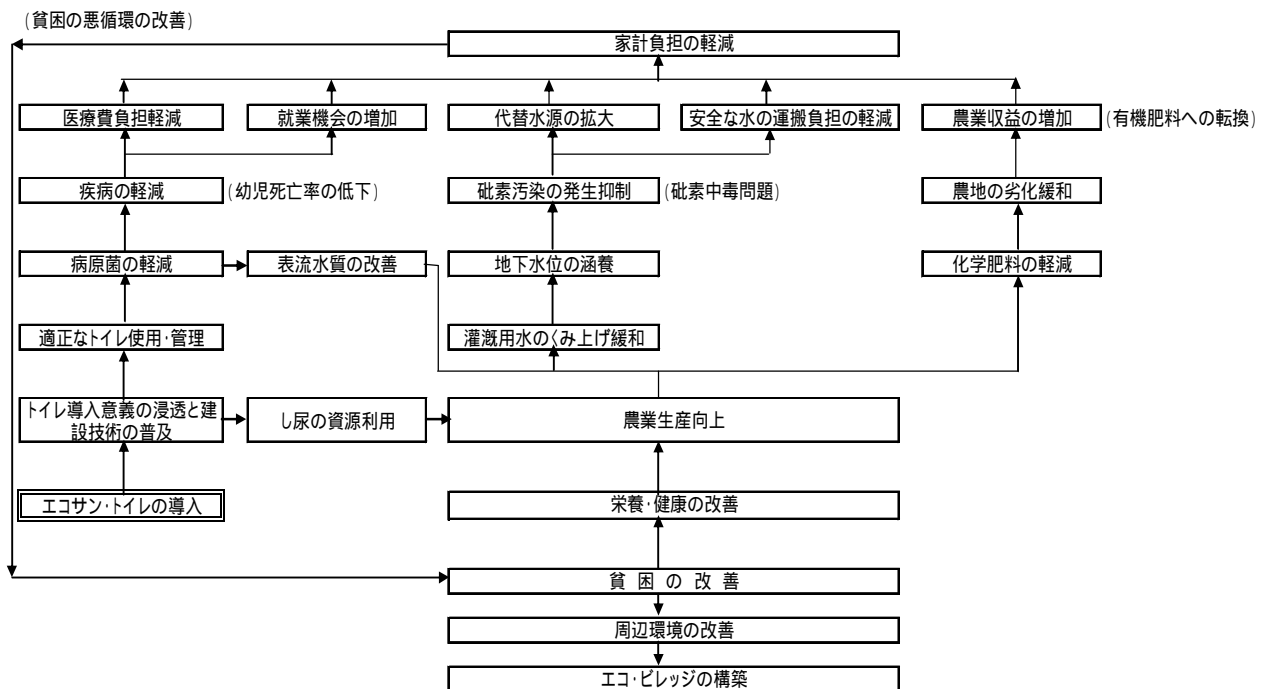 (貧困の悪循環の改善)
家計負担の軽減
医療費負担軽減
就業機会の増加
代替水源の拡大
安全な水の運搬負担の軽減
農業収益の増加
(有機肥料への転換)
疾病の軽減
(幼児死亡率の低下)
砒素汚染の発生抑制
(砒素中毒問題)
農地の劣化緩和
病原菌の軽減
表流水質の改善
地下水位の涵養
化学肥料の軽減
適正なトイレ使用・管理
灌漑用水のくみ上げ緩和
トイレ導入意義の浸透と建
設技術の普及
し尿の資源利用
農業生産向上
エコサン・トイレの導入
栄養・健康の改善
貧 困 の 改 善
周辺環境の改善
エコ・ビレッジの構築